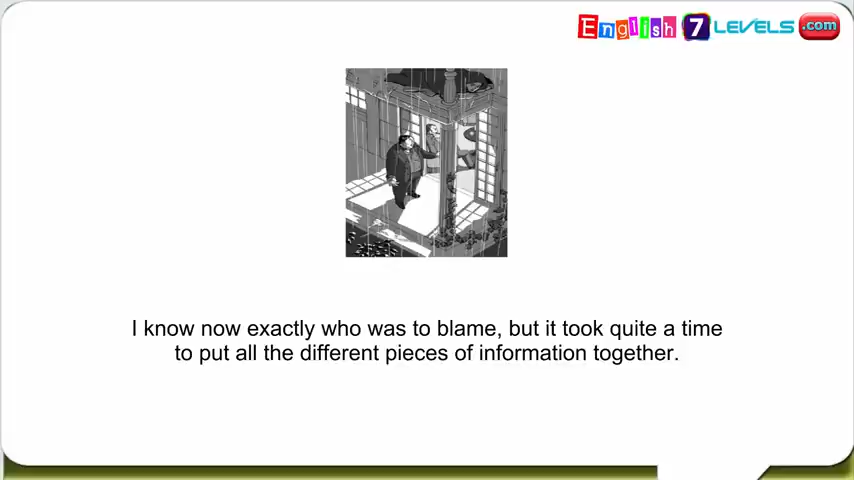 English 7 LEVELS .com
I know now exactly who was to blame, but it took quite a time
to put all the different pieces of information together.